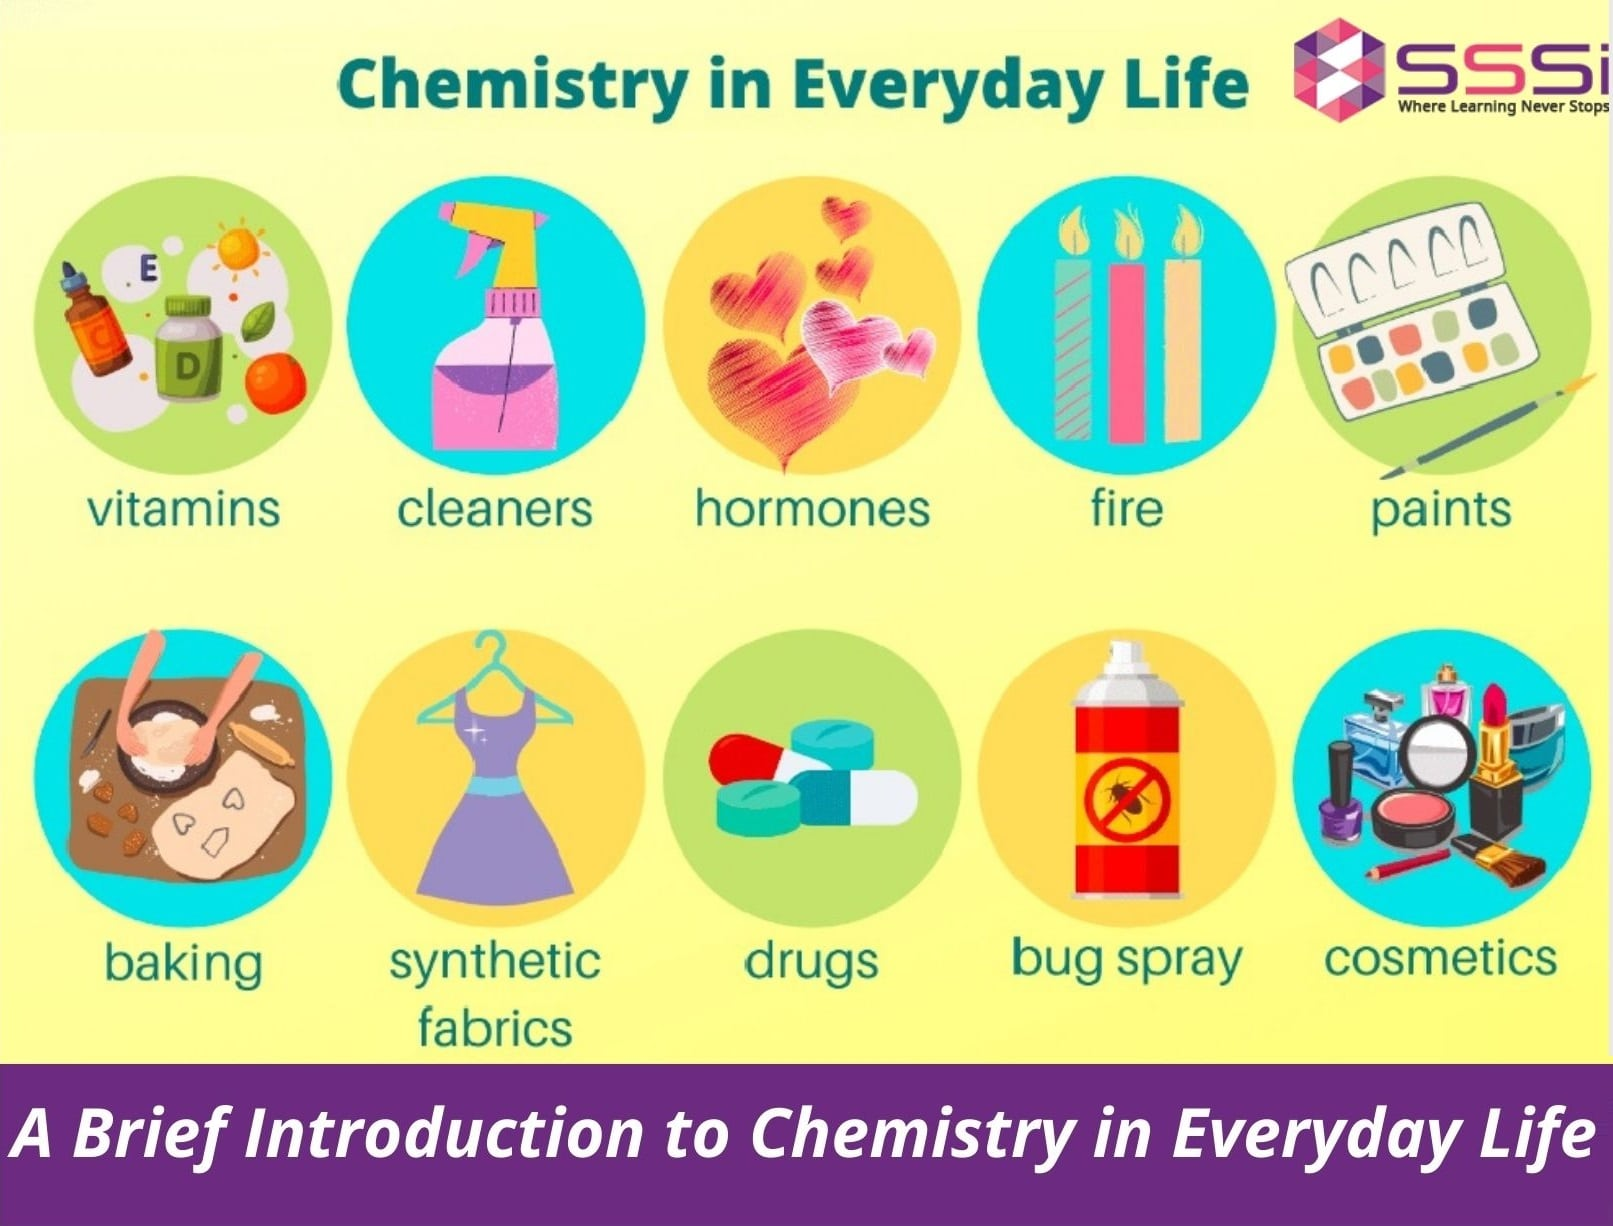 Chemistry in Everyday Life
SSSi
Where Learning Never Stops
E
C
D
vitamins
cleaners
hormones
fire
paints
baking
synthetic
fabrics
drugs
bug spray
cosmetics
A Brief Introduction to Chemistry in Everyday Life